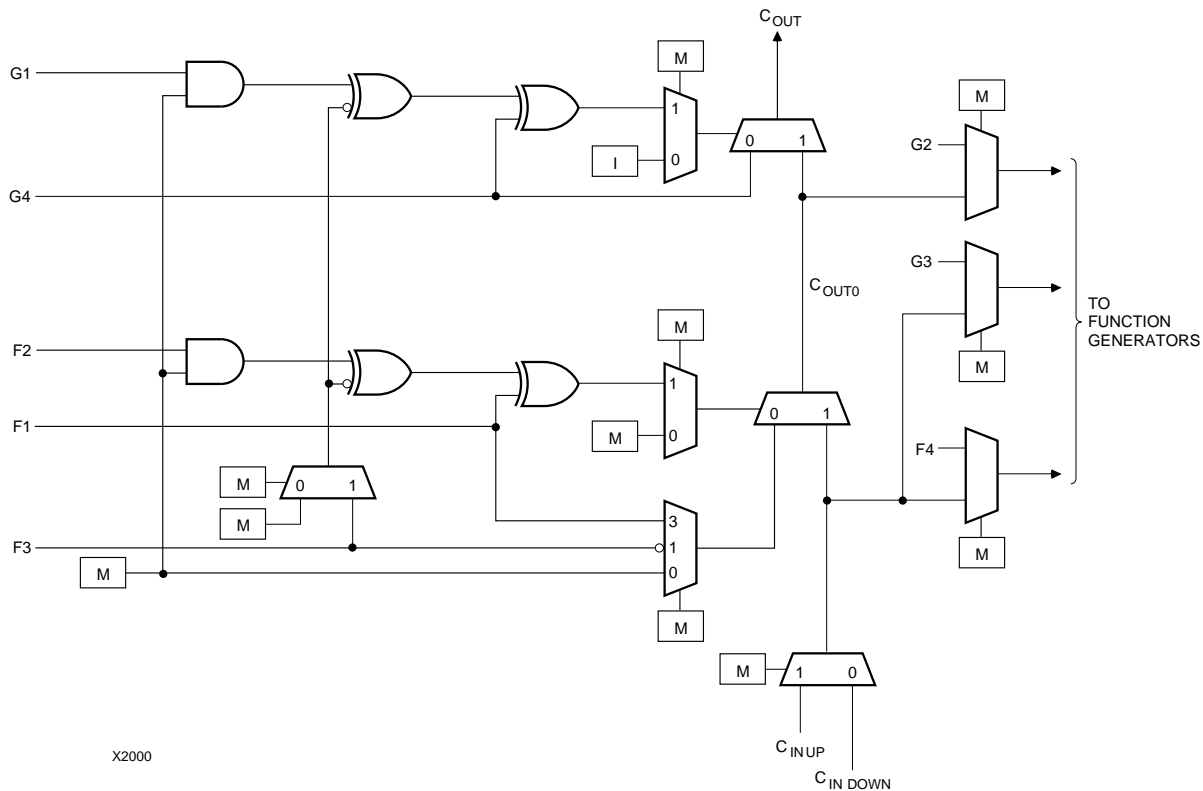 C OUT
M
M
G1
1
0 1
G2
I
0
G4
G3
C OUT0
TO
FUNCTION
GENERATORS
M
M
F2
1
0 1
F1
M
0
F4
M
0 1
M
3
F3
1
M
0
M
M
M
1 0
C IN UP
X2000
C IN DOWN